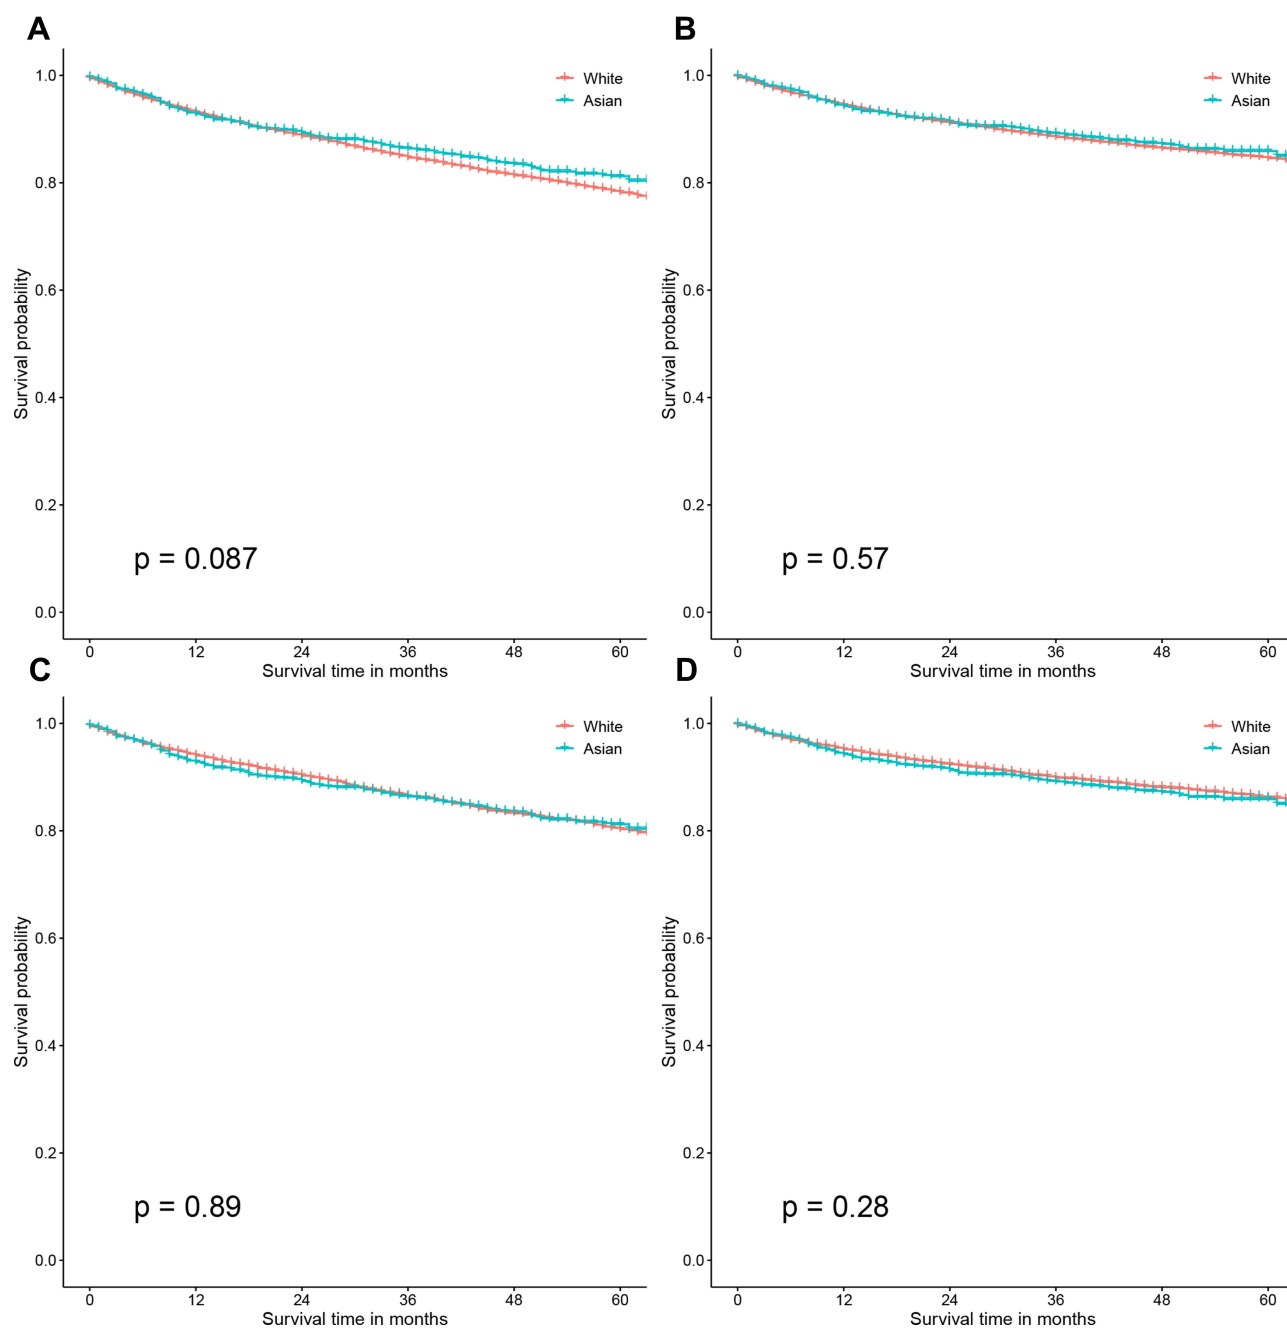 A
White
Asian
1.0
0.8
0.6
0.4
0.2
0.0
Survival probability
p = 0.087
0 12 24 36 48 60
Survival time in months
B
White
Asian
1.0
0.8
0.6
0.4
0.2
0.0
Survival probability
p = 0.57
0 12 24 36 48 60
Survival time in months
C
White
Asian
1.0
0.8
0.6
0.4
0.2
0.0
Survival probability
p = 0.89
0 12 24 36 48 60
Survival time in months
D
White
Asian
1.0
0.8
0.6
0.4
0.2
0.0
Survival probability
p = 0.28
0 12 24 36 48 60
Survival time in months